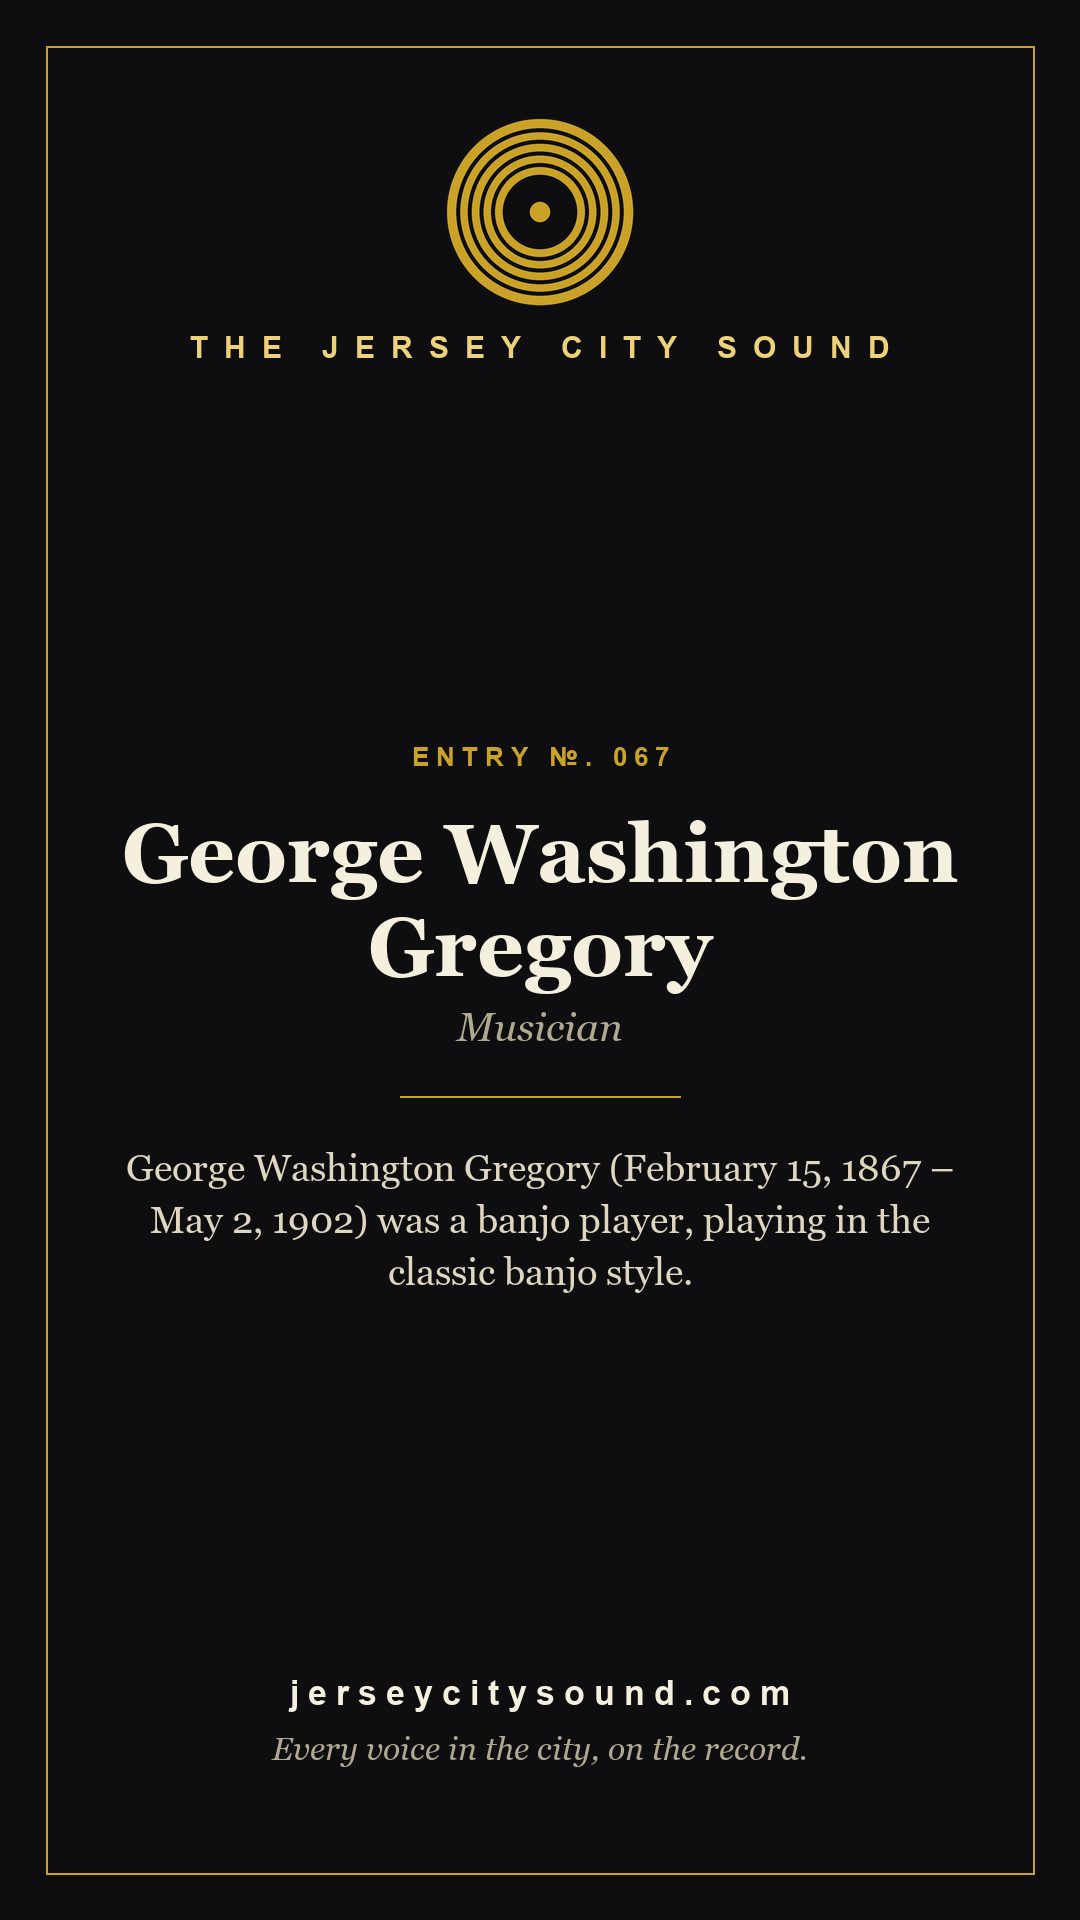 THE JERSEY CITY SOUND
ENTRY №. 067
George Washington
Gregory
Musician
George Washington Gregory (February 15, 1867 –
May 2, 1902) was a banjo player, playing in the
classic banjo style.
jerseycitysound.com
Every voice in the city, on the record.